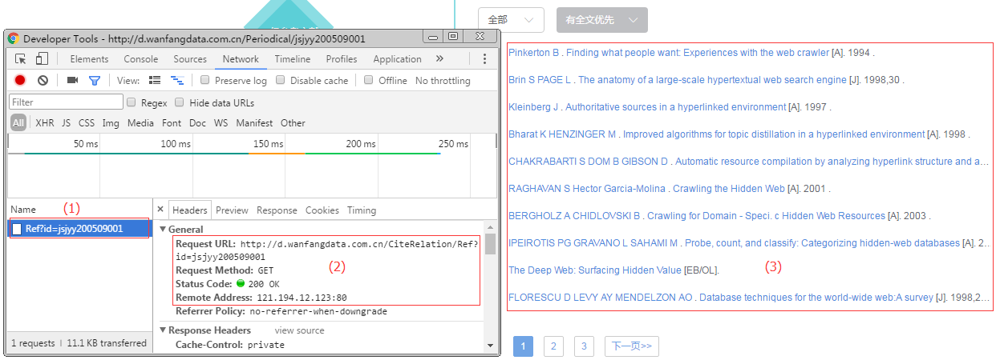 全部
有全文优先
Developer Tools - http://d.wanfangdata.com.cn/Periodical/jsjyy200509001
Elements Console Sources Network Timeline Profiles Application »
View: Preserve log Disable cache Offline No throttling
Filter Regex Hide data URLs
All XHR JS CSS Img Media Font Doc WS Manifest Other
50 ms 100 ms 150 ms 200 ms 250 ms
Name (1)
Ref?id=jsjyy200509001
× Headers Preview Response Cookies Timing
General
Request URL: http://d.wanfangdata.com.cn/CiteRelation/Ref?
id=jsjyy200509001
Request Method: GET
(2)
Status Code: 200 OK
Remote Address: 121.194.12.123:80
Referrer Policy: no-referrer-when-downgrade
Response Headers view source
Cache-Control: private
1 requests | 11.1 KB transferred
Pinkerton B . Finding what people want: Experiences with the web crawler [A]. 1994 .
Brin S PAGE L . The anatomy of a large-scale hypertextual web search engine [J]. 1998,30 .
Kleinberg J . Authoritative sources in a hyperlinked environment [A]. 1997 .
Bharat K HENZINGER M . Improved algorithms for topic distillation in a hyperlinked environment [A]. 1998 .
CHAKRABARTI S DOM B GIBSON D . Automatic resource compilation by analyzing hyperlink structure and a...
RAGHAVAN S Hector Garcia-Molina . Crawling the Hidden Web [A]. 2001 .
BERGHOLZ A CHIDLOVSKI B . Crawling for Domain - Speci. c Hidden Web Resources [A]. 2003 .
IPEIROTIS PG GRAVANO L SAHAMI M . Probe, count, and classify: Categorizing hidden-web databases [A]. 2...
The Deep Web: Surfacing Hidden Value [EB/OL].
(3)
FLORESCU D LEVY AY MENDELZON AO . Database techniques for the world-wide web:A survey [J]. 1998,2...
1 2 3 下一页>>